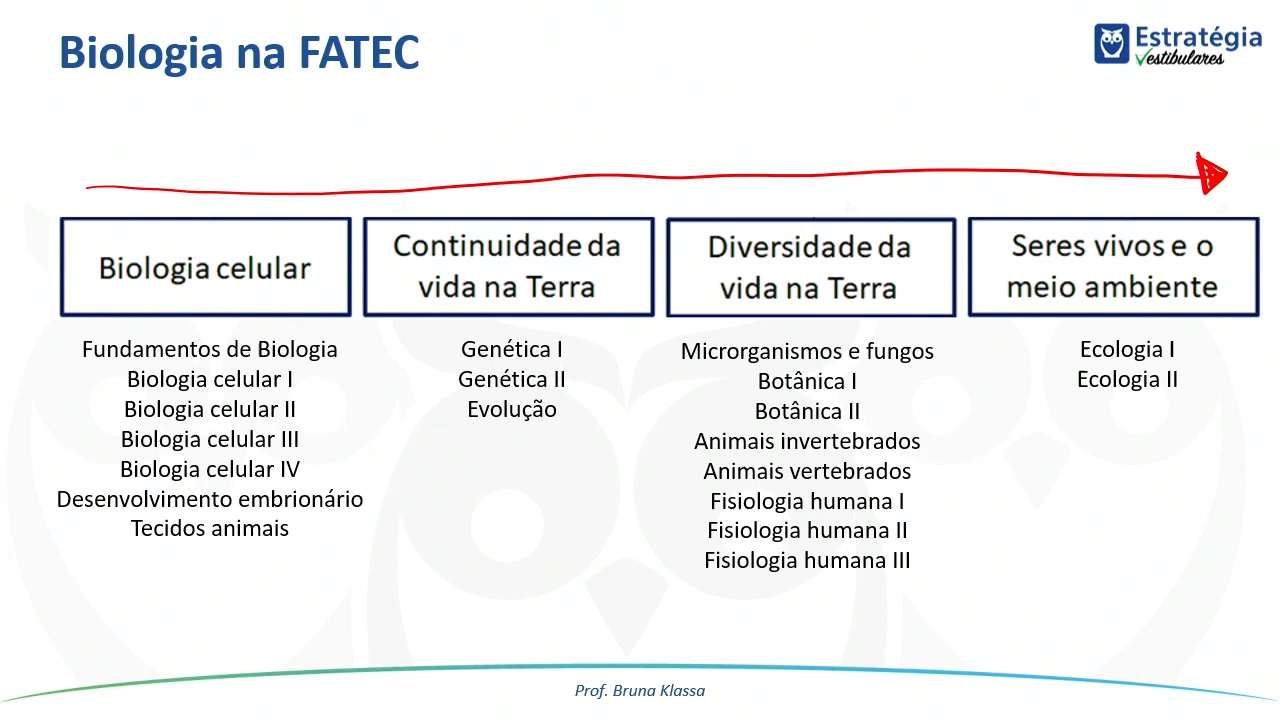 Biologia na FATEC
Estratégia
Vestibulares
Biologia celular
Continuidade da
vida na Terra
Diversidade da
vida na Terra
Seres vivos e o
meio ambiente
Fundamentos de Biologia
Biologia celular I
Biologia celular II
Biologia celular III
Biologia celular IV
Desenvolvimento embrionário
Tecidos animais
Genética I
Genética II
Evolução
Microrganismos e fungos
Botânica I
Botânica II
Animais invertebrados
Animais vertebrados
Fisiologia humana I
Fisiologia humana II
Fisiologia humana III
Ecologia I
Ecologia II
Prof. Bruna Klassa